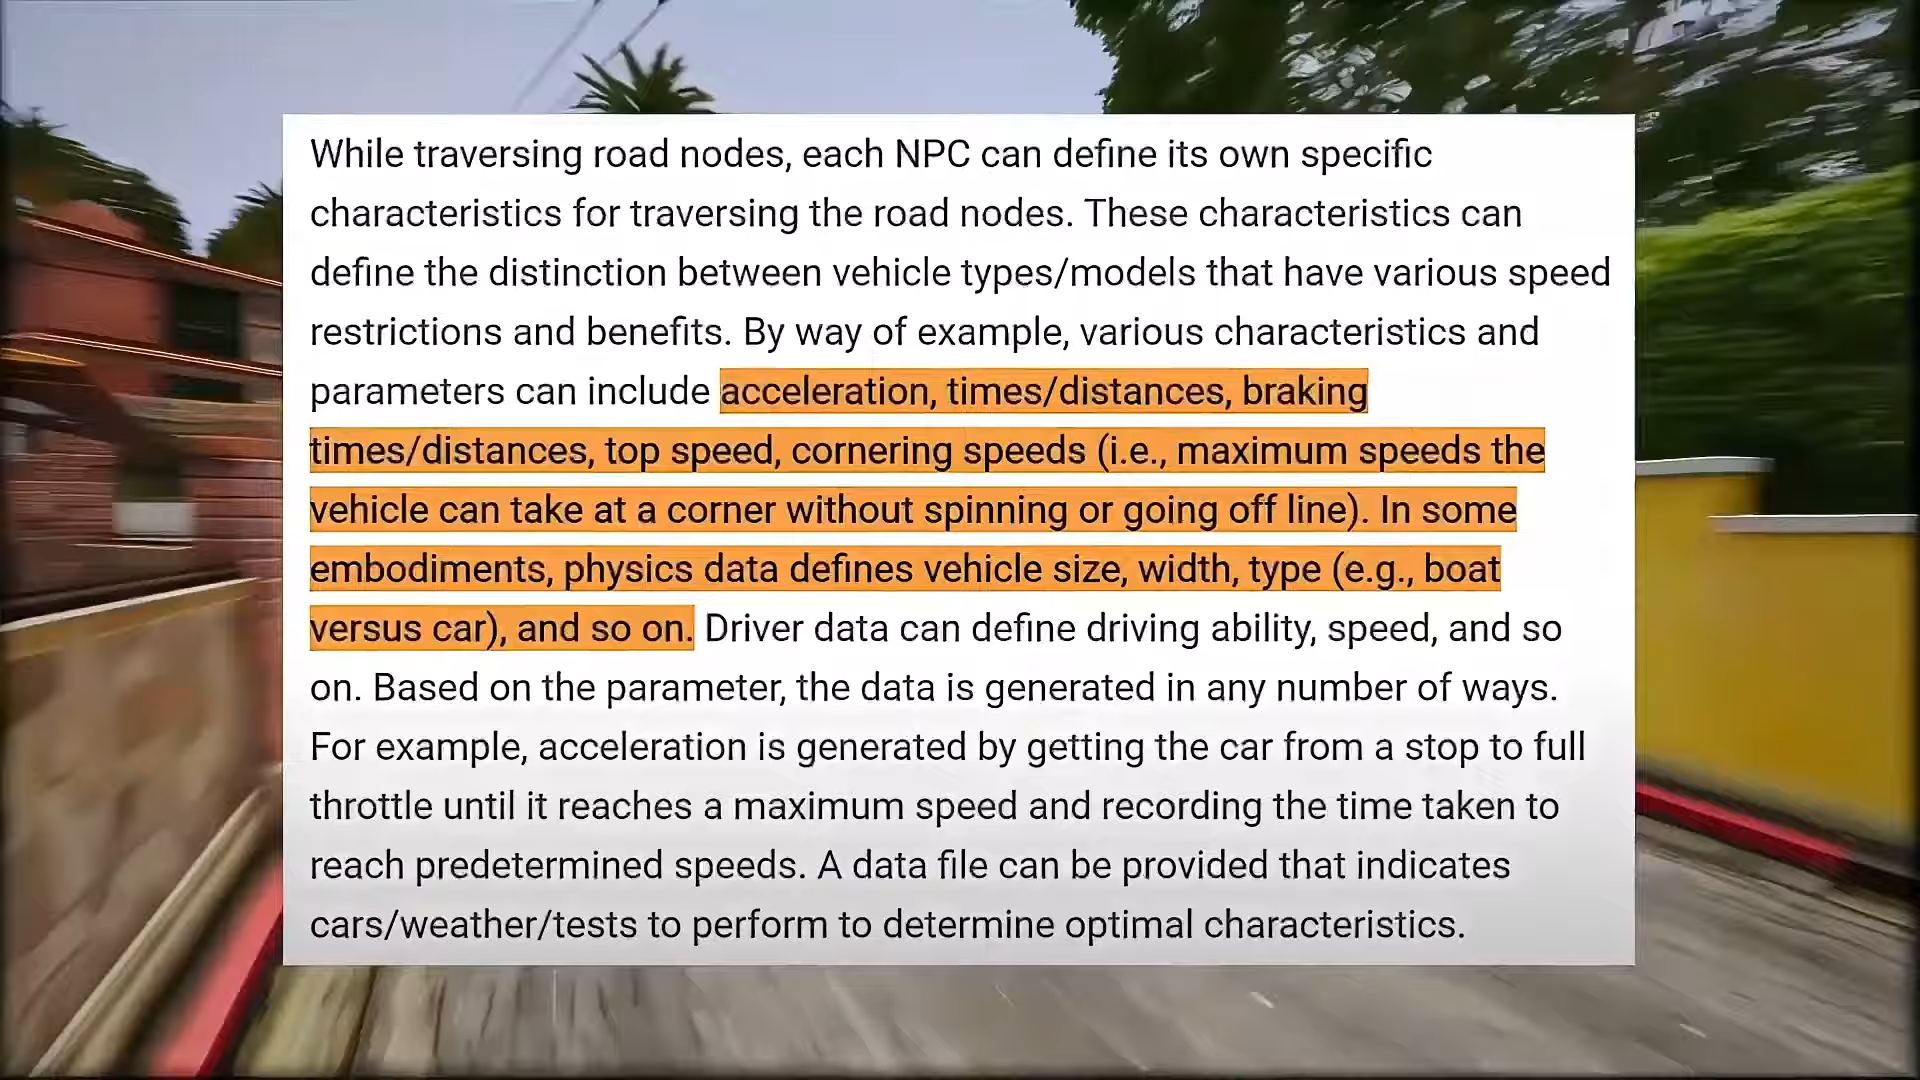 While traversing road nodes, each NPC can define its own specific
characteristics for traversing the road nodes. These characteristics can
define the distinction between vehicle types/models that have various speed
restrictions and benefits. By way of example, various characteristics and
parameters can include acceleration, times/distances, braking
times/distances, top speed, cornering speeds (i.e., maximum speeds the
vehicle can take at a corner without spinning or going off line). In some
embodiments, physics data defines vehicle size, width, type (e.g., boat
versus car), and so on. Driver data can define driving ability, speed, and so
on. Based on the parameter, the data is generated in any number of ways.
For example, acceleration is generated by getting the car from a stop to full
throttle until it reaches a maximum speed and recording the time taken to
reach predetermined speeds. A data file can be provided that indicates
cars/weather/tests to perform to determine optimal characteristics.